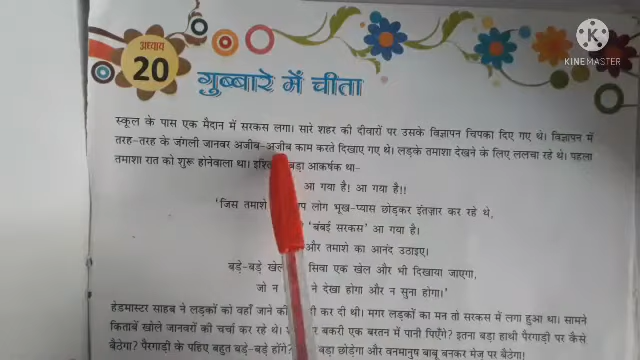 KINEMASTER
अध्याय
20
गुब्बारे में चीता
स्कूल के पास एक मैदान में सरकस लगा। सारे शहर की दीवारों पर उसके विज्ञापन चिपका दिए गए थे। विज्ञापन में
तरह-तरह के जंगली जानवर अजीब-अजीब काम करते दिखाए गए थे। लड़के तमाशा देखने के लिए ललचा रहे थे। पहला
तमाशा रात को शुरू होनेवाला था। बड़ा आकर्षक था-
आ गया है! आ गया है!!
'जिस तमाशे लोग भूख-प्यास छोड़कर इंतज़ार कर रहे थे,
'बंबई सरकस' आ गया है।
और तमाशे का आनंद उठाइए।
बड़े-बड़े सिवा एक खेल और भी दिखाया जाएगा,
जो न ने देखा होगा और न सुना होगा।'
हेडमास्टर साहब ने लड़कों को वहाँ जाने की कर दी थी। मगर लड़कों का मन तो सरकस में लगा हुआ था। सामने
किताबें खोले जानवरों की चर्चा कर रहे थे। बकरी एक बरतन में पानी पिएँगे? इतना बड़ा हाथी पैरगाड़ी पर कैसे
बैठेगा? पैरगाड़ी के पहिए बहुत बड़े-बड़े होंगे? बड़ा छोड़ेगा और वनमानुष बाबू बनकर मेज़ पर बैठेगा।